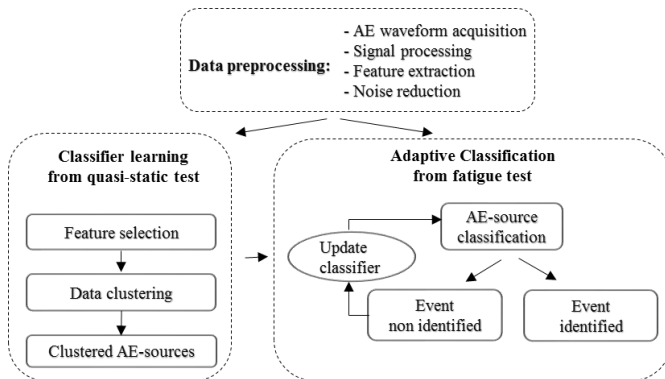 - AE waveform acquisition
- Signal processing
Data preprocessing: - Feature extraction
- Noise reduction
Classifier learning
from quasi-static test
Feature selection
Data clustering
Clustered AE-sources
Adaptive Classification
from fatigue test
Update
classifier
AE-source
classification
Event
non identified
Event
identified